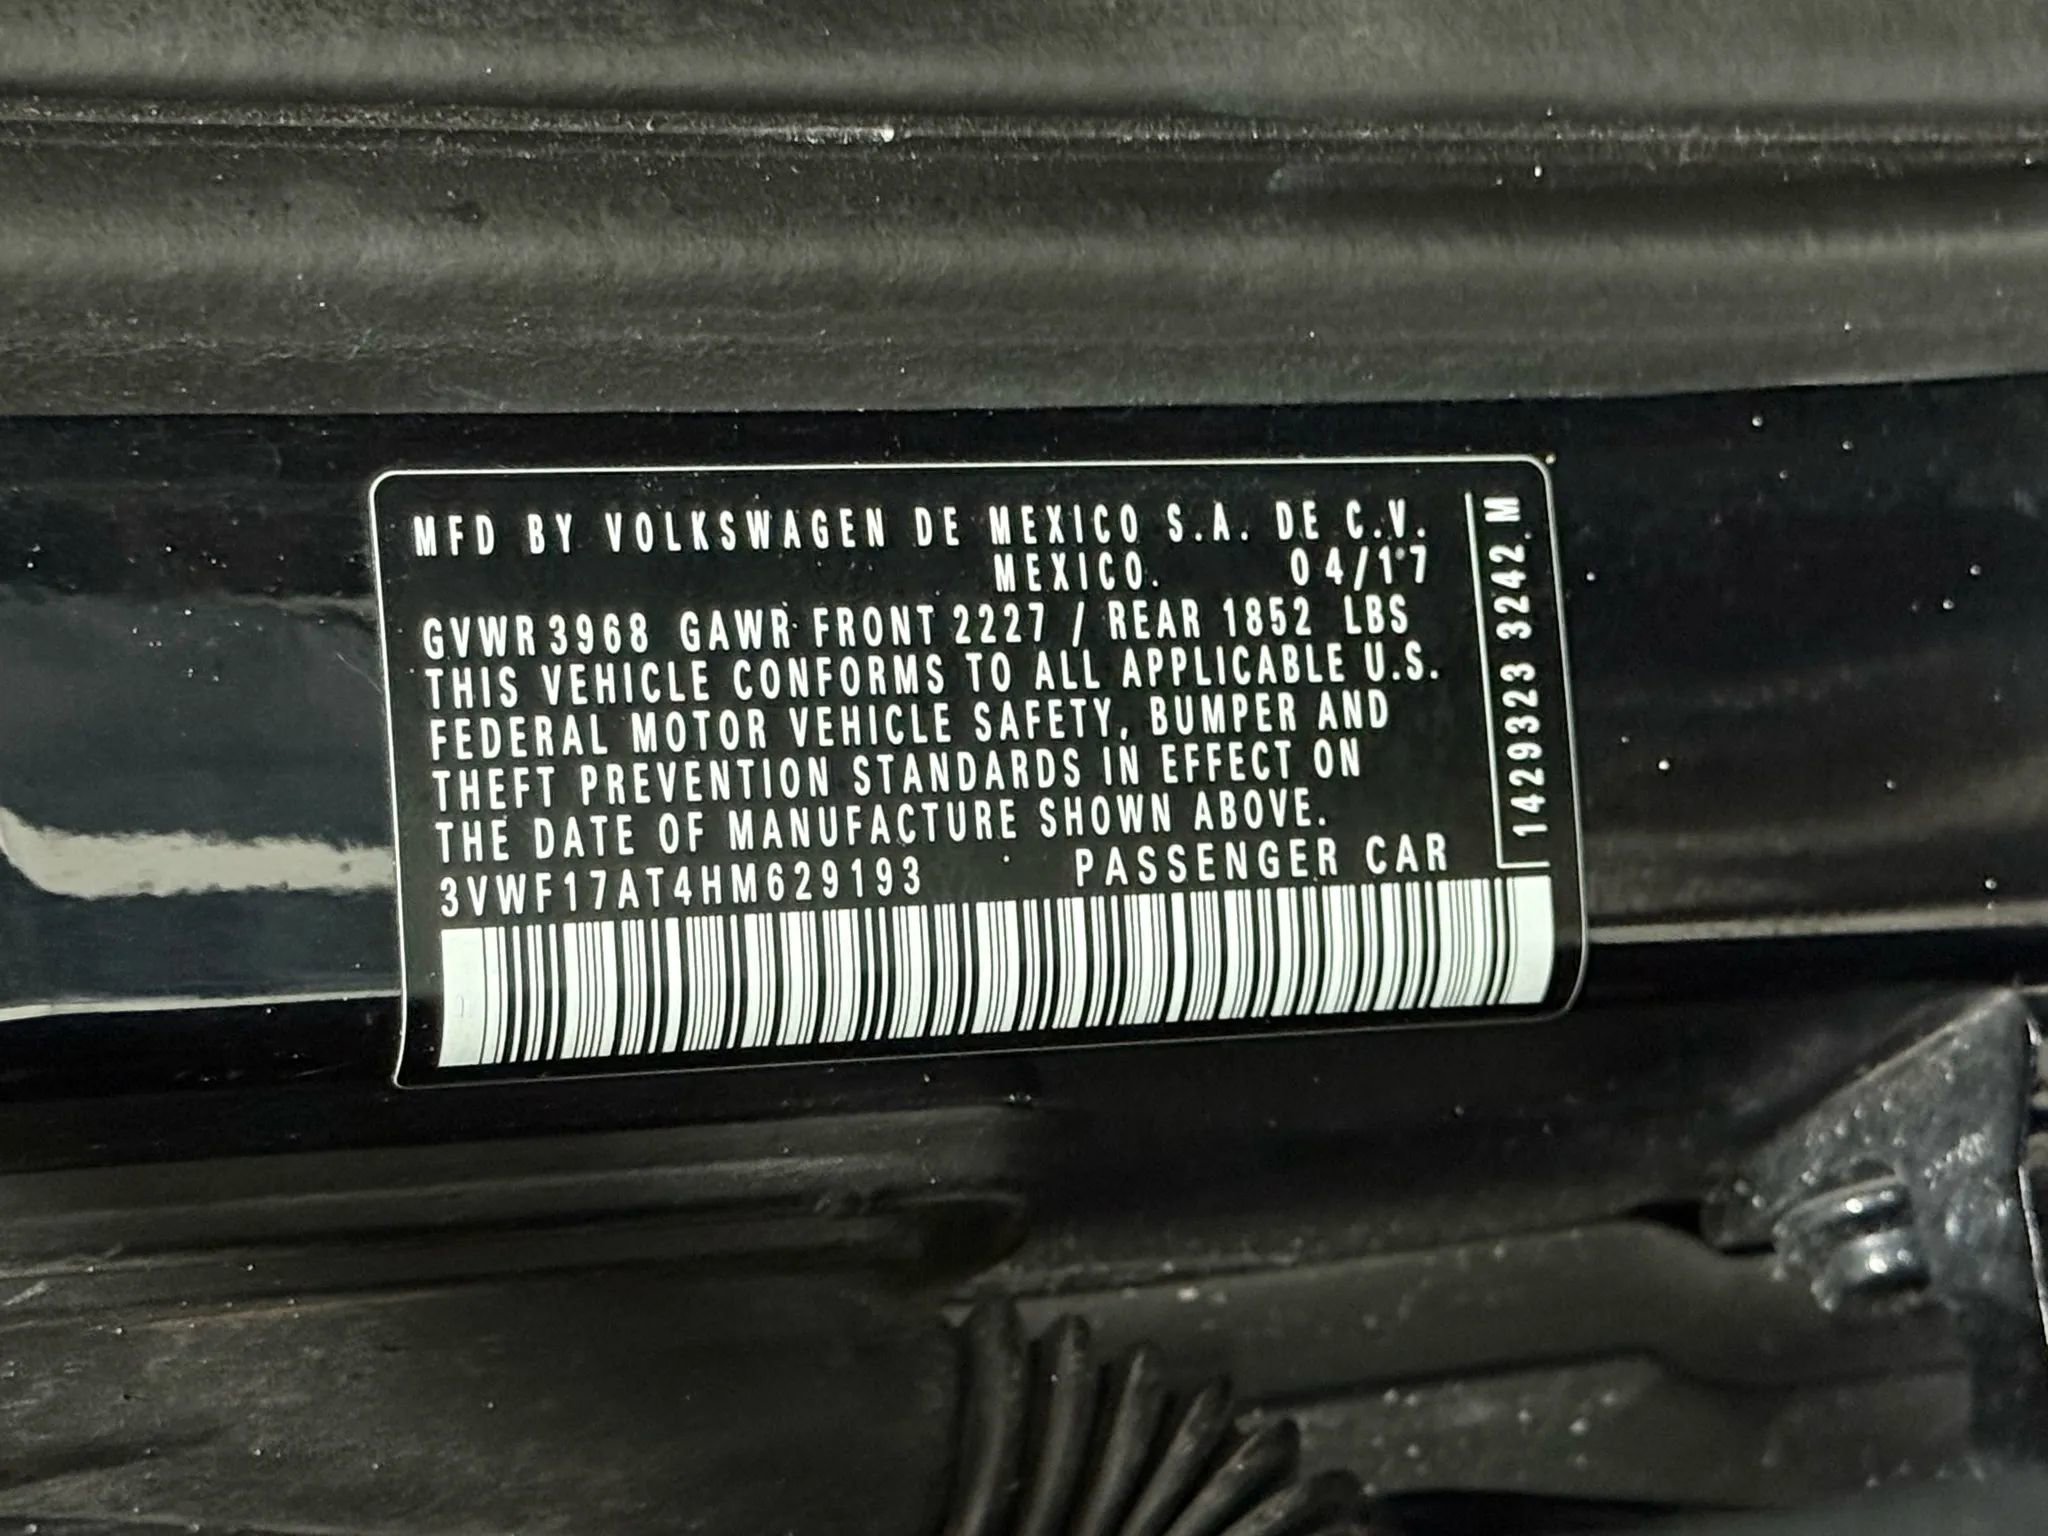 MFD BY VOLKSWAGEN DE MEXICO S.A. DE C.V.
MEXICO. 04/17
GVWR 3968 GAWR FRONT 2227 / REAR 1852 LBS
THIS VEHICLE CONFORMS TO ALL APPLICABLE U.S.
FEDERAL MOTOR VEHICLE SAFETY, BUMPER AND
THEFT PREVENTION STANDARDS IN EFFECT ON
THE DATE OF MANUFACTURE SHOWN ABOVE.
3VWF17AT4HM629193 PASSENGER CAR
1429323 3242.M